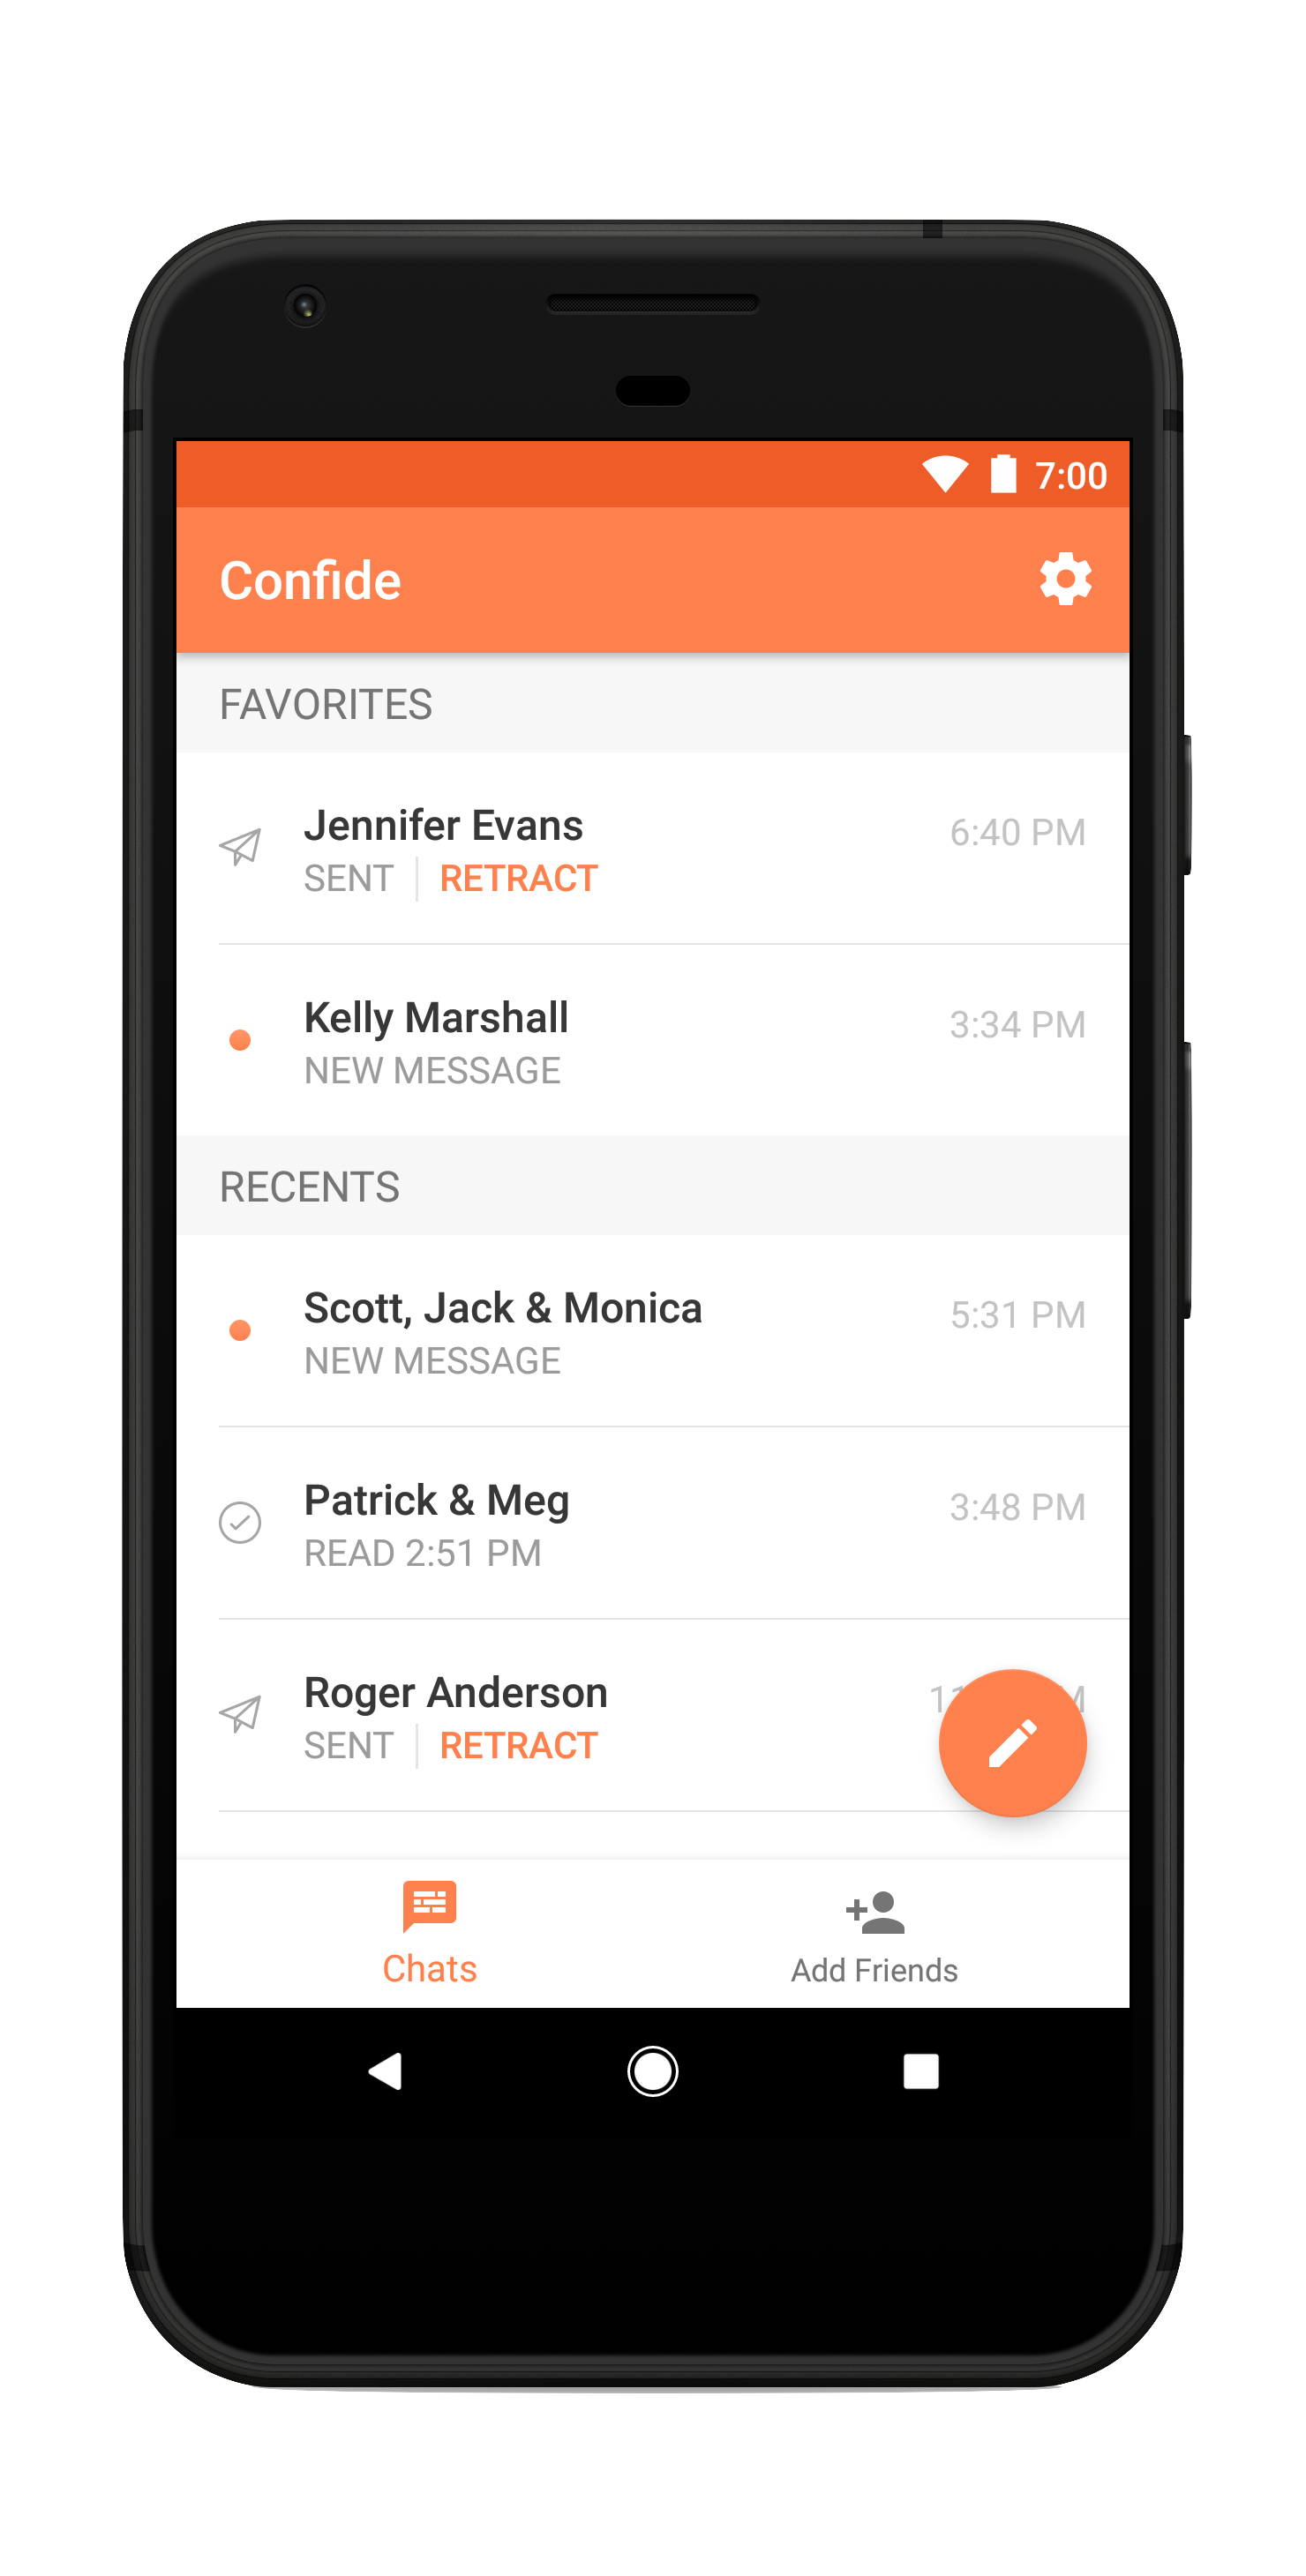 7:00
Confide
FAVORITES
Jennifer Evans
6:40 PM
SENT | RETRACT
Kelly Marshall
3:34 PM
NEW MESSAGE
RECENTS
Scott, Jack & Monica
5:31 PM
NEW MESSAGE
Patrick & Meg
3:48 PM
READ 2:51 PM
Roger Anderson
SENT | RETRACT
Chats
Add Friends